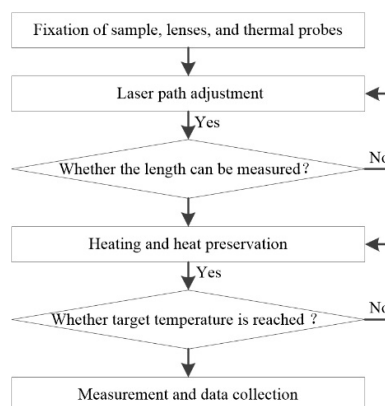 Fixation of sample, lenses, and thermal probes
Laser path adjustment
Yes
Whether the length can be measured?
No
Heating and heat preservation
Yes
Whether target temperature is reached ?
No
Measurement and data collection